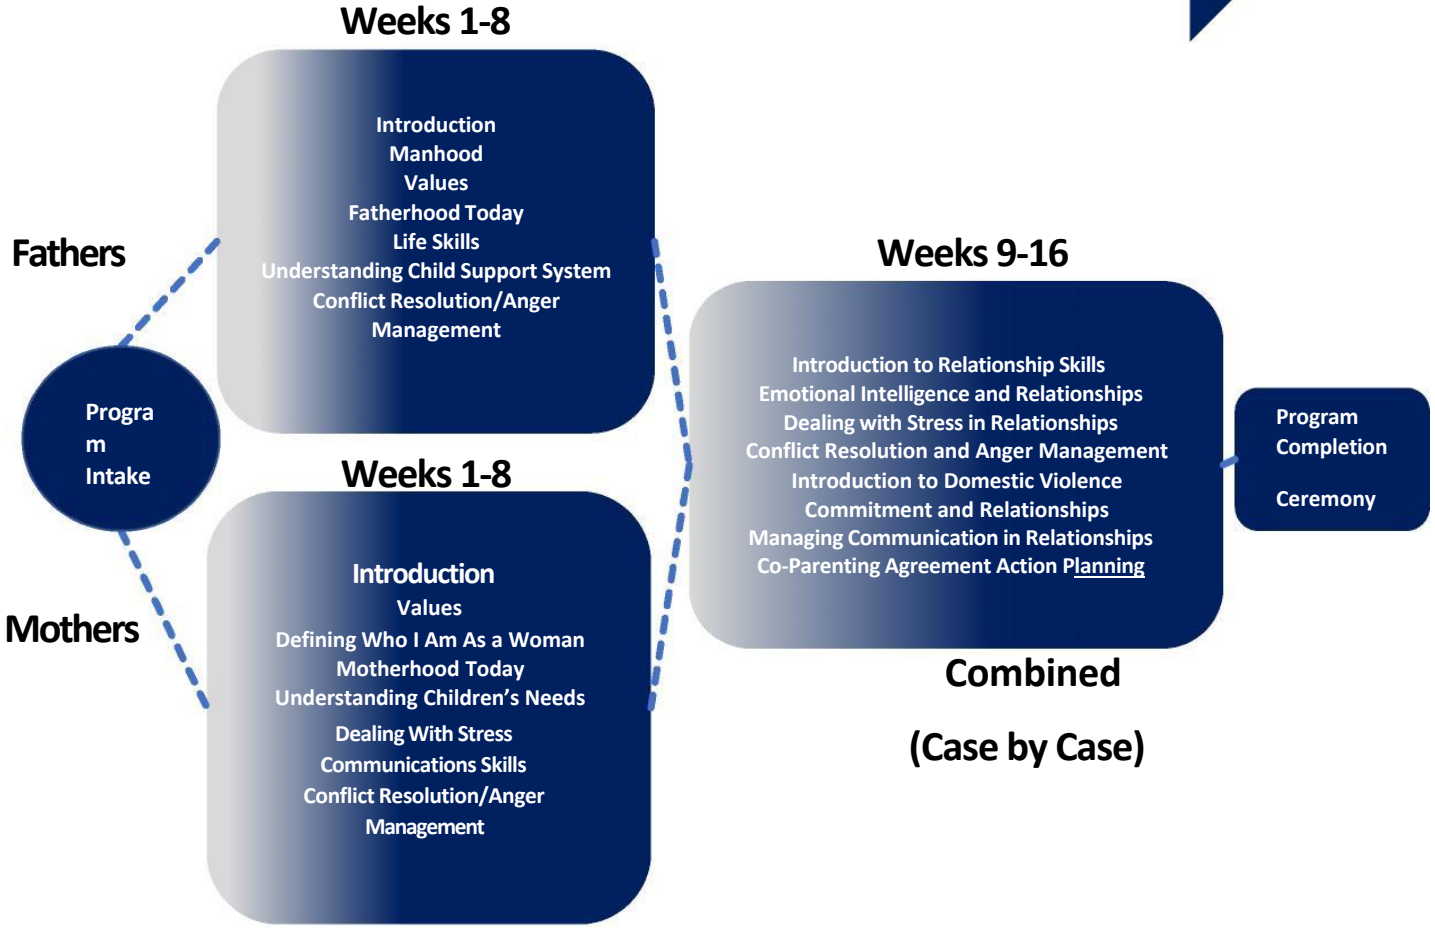 Weeks 1-8
Introduction
Manhood
Values
Fatherhood Today
Life Skills
Understanding Child Support System
Conflict Resolution/Anger
Management
Fathers
Progra
m
Intake
Mothers
Weeks 1-8
Introduction
Values
Defining Who I Am As a Woman
Motherhood Today
Understanding Children’s Needs
Dealing With Stress
Communications Skills
Conflict Resolution/Anger
Management
Weeks 9-16
Introduction to Relationship Skills
Emotional Intelligence and Relationships
Dealing with Stress in Relationships
Conflict Resolution and Anger Management
Introduction to Domestic Violence
Commitment and Relationships
Managing Communication in Relationships
Co-Parenting Agreement Action Planning
Combined
(Case by Case)
Program
Completion
Ceremony